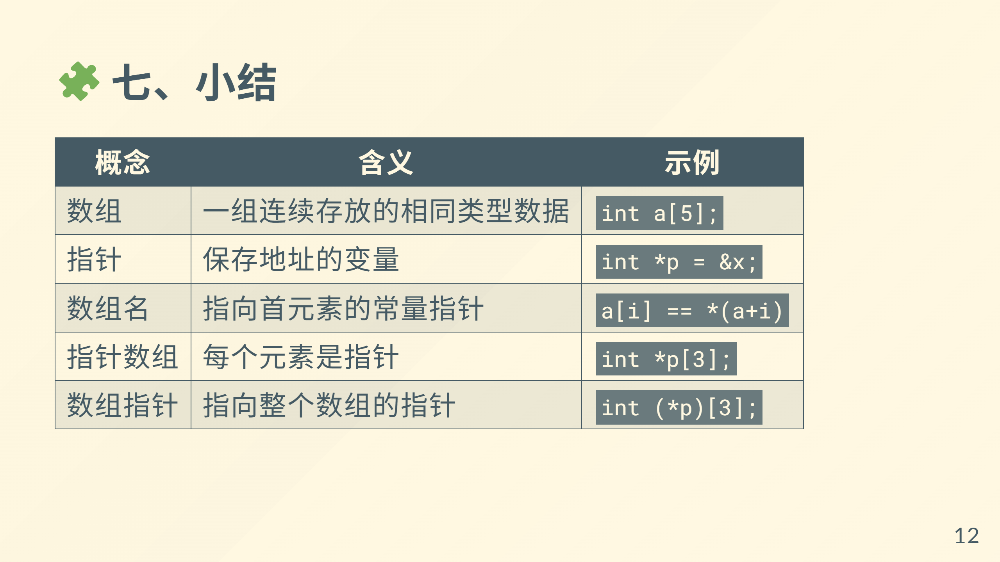 七、小结
概念 含义 示例
数组 一组连续存放的相同类型数据 int a[5];
指针 保存地址的变量 int *p = &x;
数组名 指向首元素的常量指针 a[i] == *(a+i)
指针数组 每个元素是指针 int *p[3];
数组指针 指向整个数组的指针 int (*p)[3];
12